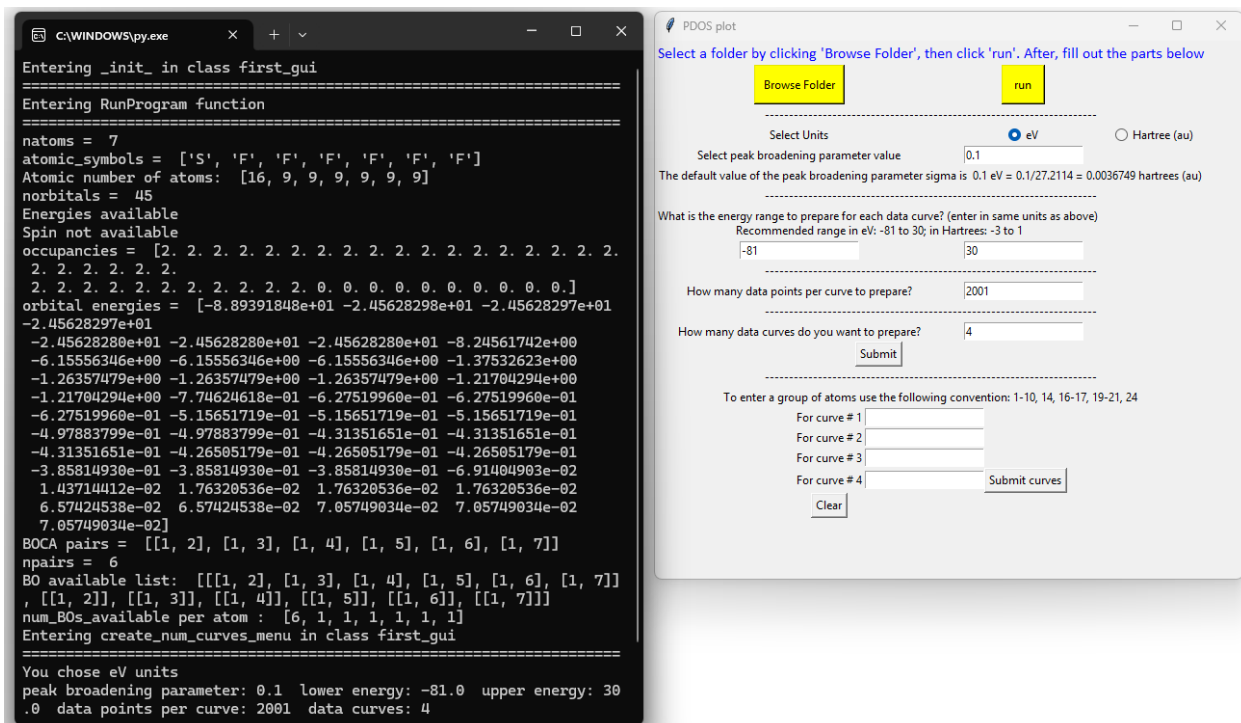 C:\WINDOWS\py.exe
Entering _init_ in class first_gui
======================================================================
Entering RunProgram function
======================================================================
natoms =  7
atomic_symbols =  ['S', 'F', 'F', 'F', 'F', 'F', 'F']
Atomic number of atoms:  [16, 9, 9, 9, 9, 9, 9]
norbitals =  45
Energies available
Spin not available
occupancies =  [2. 2. 2. 2. 2. 2. 2. 2. 2. 2. 2. 2. 2. 2. 2. 2. 2. 2.
 2. 2. 2. 2. 2. 2.
 2. 2. 2. 2. 2. 2. 2. 2. 2. 2. 2. 0. 0. 0. 0. 0. 0. 0. 0. 0. 0.]
orbital energies =  [-8.89391848e+01 -2.45628298e+01 -2.45628297e+01
-2.45628297e+01
 -2.45628280e+01 -2.45628280e+01 -2.45628280e+01 -8.24561742e+00
 -6.15556346e+00 -6.15556346e+00 -6.15556346e+00 -1.37532623e+00
 -1.26357479e+00 -1.26357479e+00 -1.26357479e+00 -1.21704294e+00
 -1.21704294e+00 -7.74624618e-01 -6.27519960e-01 -6.27519960e-01
 -6.27519960e-01 -5.15651719e-01 -5.15651719e-01 -5.15651719e-01
 -4.97883799e-01 -4.97883799e-01 -4.31351651e-01 -4.31351651e-01
 -4.31351651e-01 -4.26505179e-01 -4.26505179e-01 -4.26505179e-01
 -3.85814930e-01 -3.85814930e-01 -3.85814930e-01 -6.91404903e-02
  1.43714412e-02  1.76320536e-02  1.76320536e-02  1.76320536e-02
  6.57424538e-02  6.57424538e-02  7.05749034e-02  7.05749034e-02
  7.05749034e-02]
BOCA pairs =  [[1, 2], [1, 3], [1, 4], [1, 5], [1, 6], [1, 7]]
npairs =  6
BO available list:  [[[1, 2], [1, 3], [1, 4], [1, 5], [1, 6], [1, 7]]
, [[1, 2]], [[1, 3]], [[1, 4]], [[1, 5]], [[1, 6]], [[1, 7]]]
num_BOs_available per atom :  [6, 1, 1, 1, 1, 1, 1]
Entering create_num_curves_menu in class first_gui
======================================================================
You chose eV units
peak broadening parameter: 0.1  lower energy: -81.0  upper energy: 30
.0  data points per curve: 2001  data curves: 4
PDOS plot
Select a folder by clicking 'Browse Folder', then click 'run'. After, fill out the parts below
Browse Folder run
------------------------------------------------------------------------
Select Units eV Hartree (au)
Select peak broadening parameter value 0.1
The default value of the peak broadening parameter sigma is  0.1 eV = 0.1/27.2114 = 0.0036749 hartrees (au)
------------------------------------------------------------------------
What is the energy range to prepare for each data curve? (enter in same units as above)
Recommended range in eV: -81 to 30; in Hartrees: -3 to 1
-81 30
------------------------------------------------------------------------
How many data points per curve to prepare? 2001
------------------------------------------------------------------------
How many data curves do you want to prepare? 4
Submit
------------------------------------------------------------------------
To enter a group of atoms use the following convention: 1-10, 14, 16-17, 19-21, 24
For curve # 1
For curve # 2
For curve # 3
For curve # 4 Submit curves
Clear